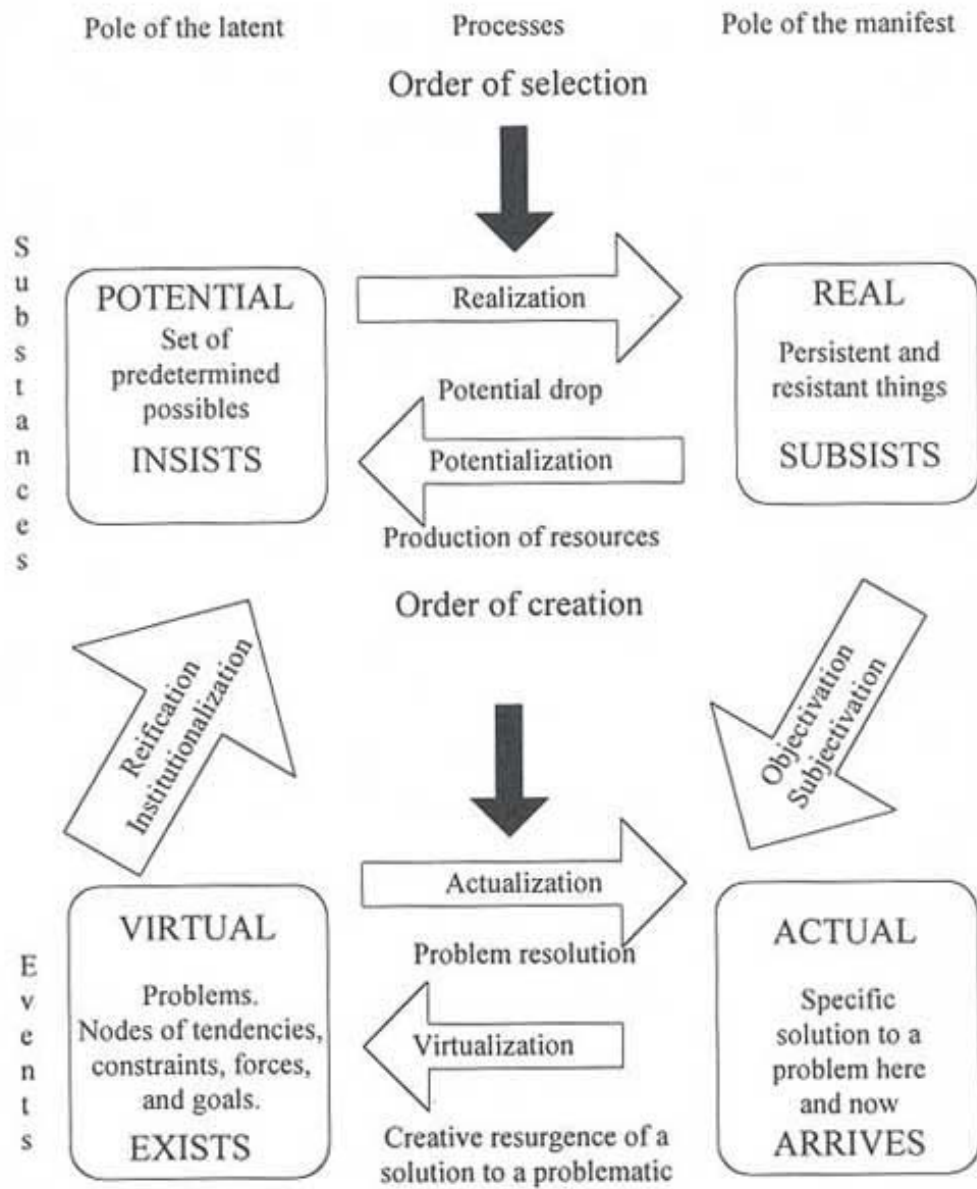 Pole of the latent
Processes
Pole of the manifest
Order of selection
Substances
POTENTIAL
Set of
predetermined
possibles
INSISTS
Realization
Potential drop
Potentialization
Production of resources
REAL
Persistent and
resistant things
SUBSISTS
Order of creation
Reification
Institutionalization
Objectivation
Subjectivation
Events
VIRTUAL
Problems.
Nodes of tendencies,
constraints, forces,
and goals.
EXISTS
Actualization
Problem resolution
Virtualization
Creative resurgence of a
solution to a problematic
ACTUAL
Specific
solution to a
problem here
and now
ARRIVES